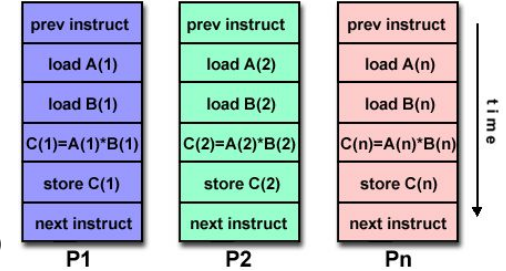 prev instruct
load A(1)
load B(1)
C(1)=A(1)*B(1)
store C(1)
next instruct
P1
prev instruct
load A(2)
load B(2)
C(2)=A(2)*B(2)
store C(2)
next instruct
P2
prev instruct
load A(n)
load B(n)
C(n)=A(n)*B(n)
store C(n)
next instruct
Pn
time